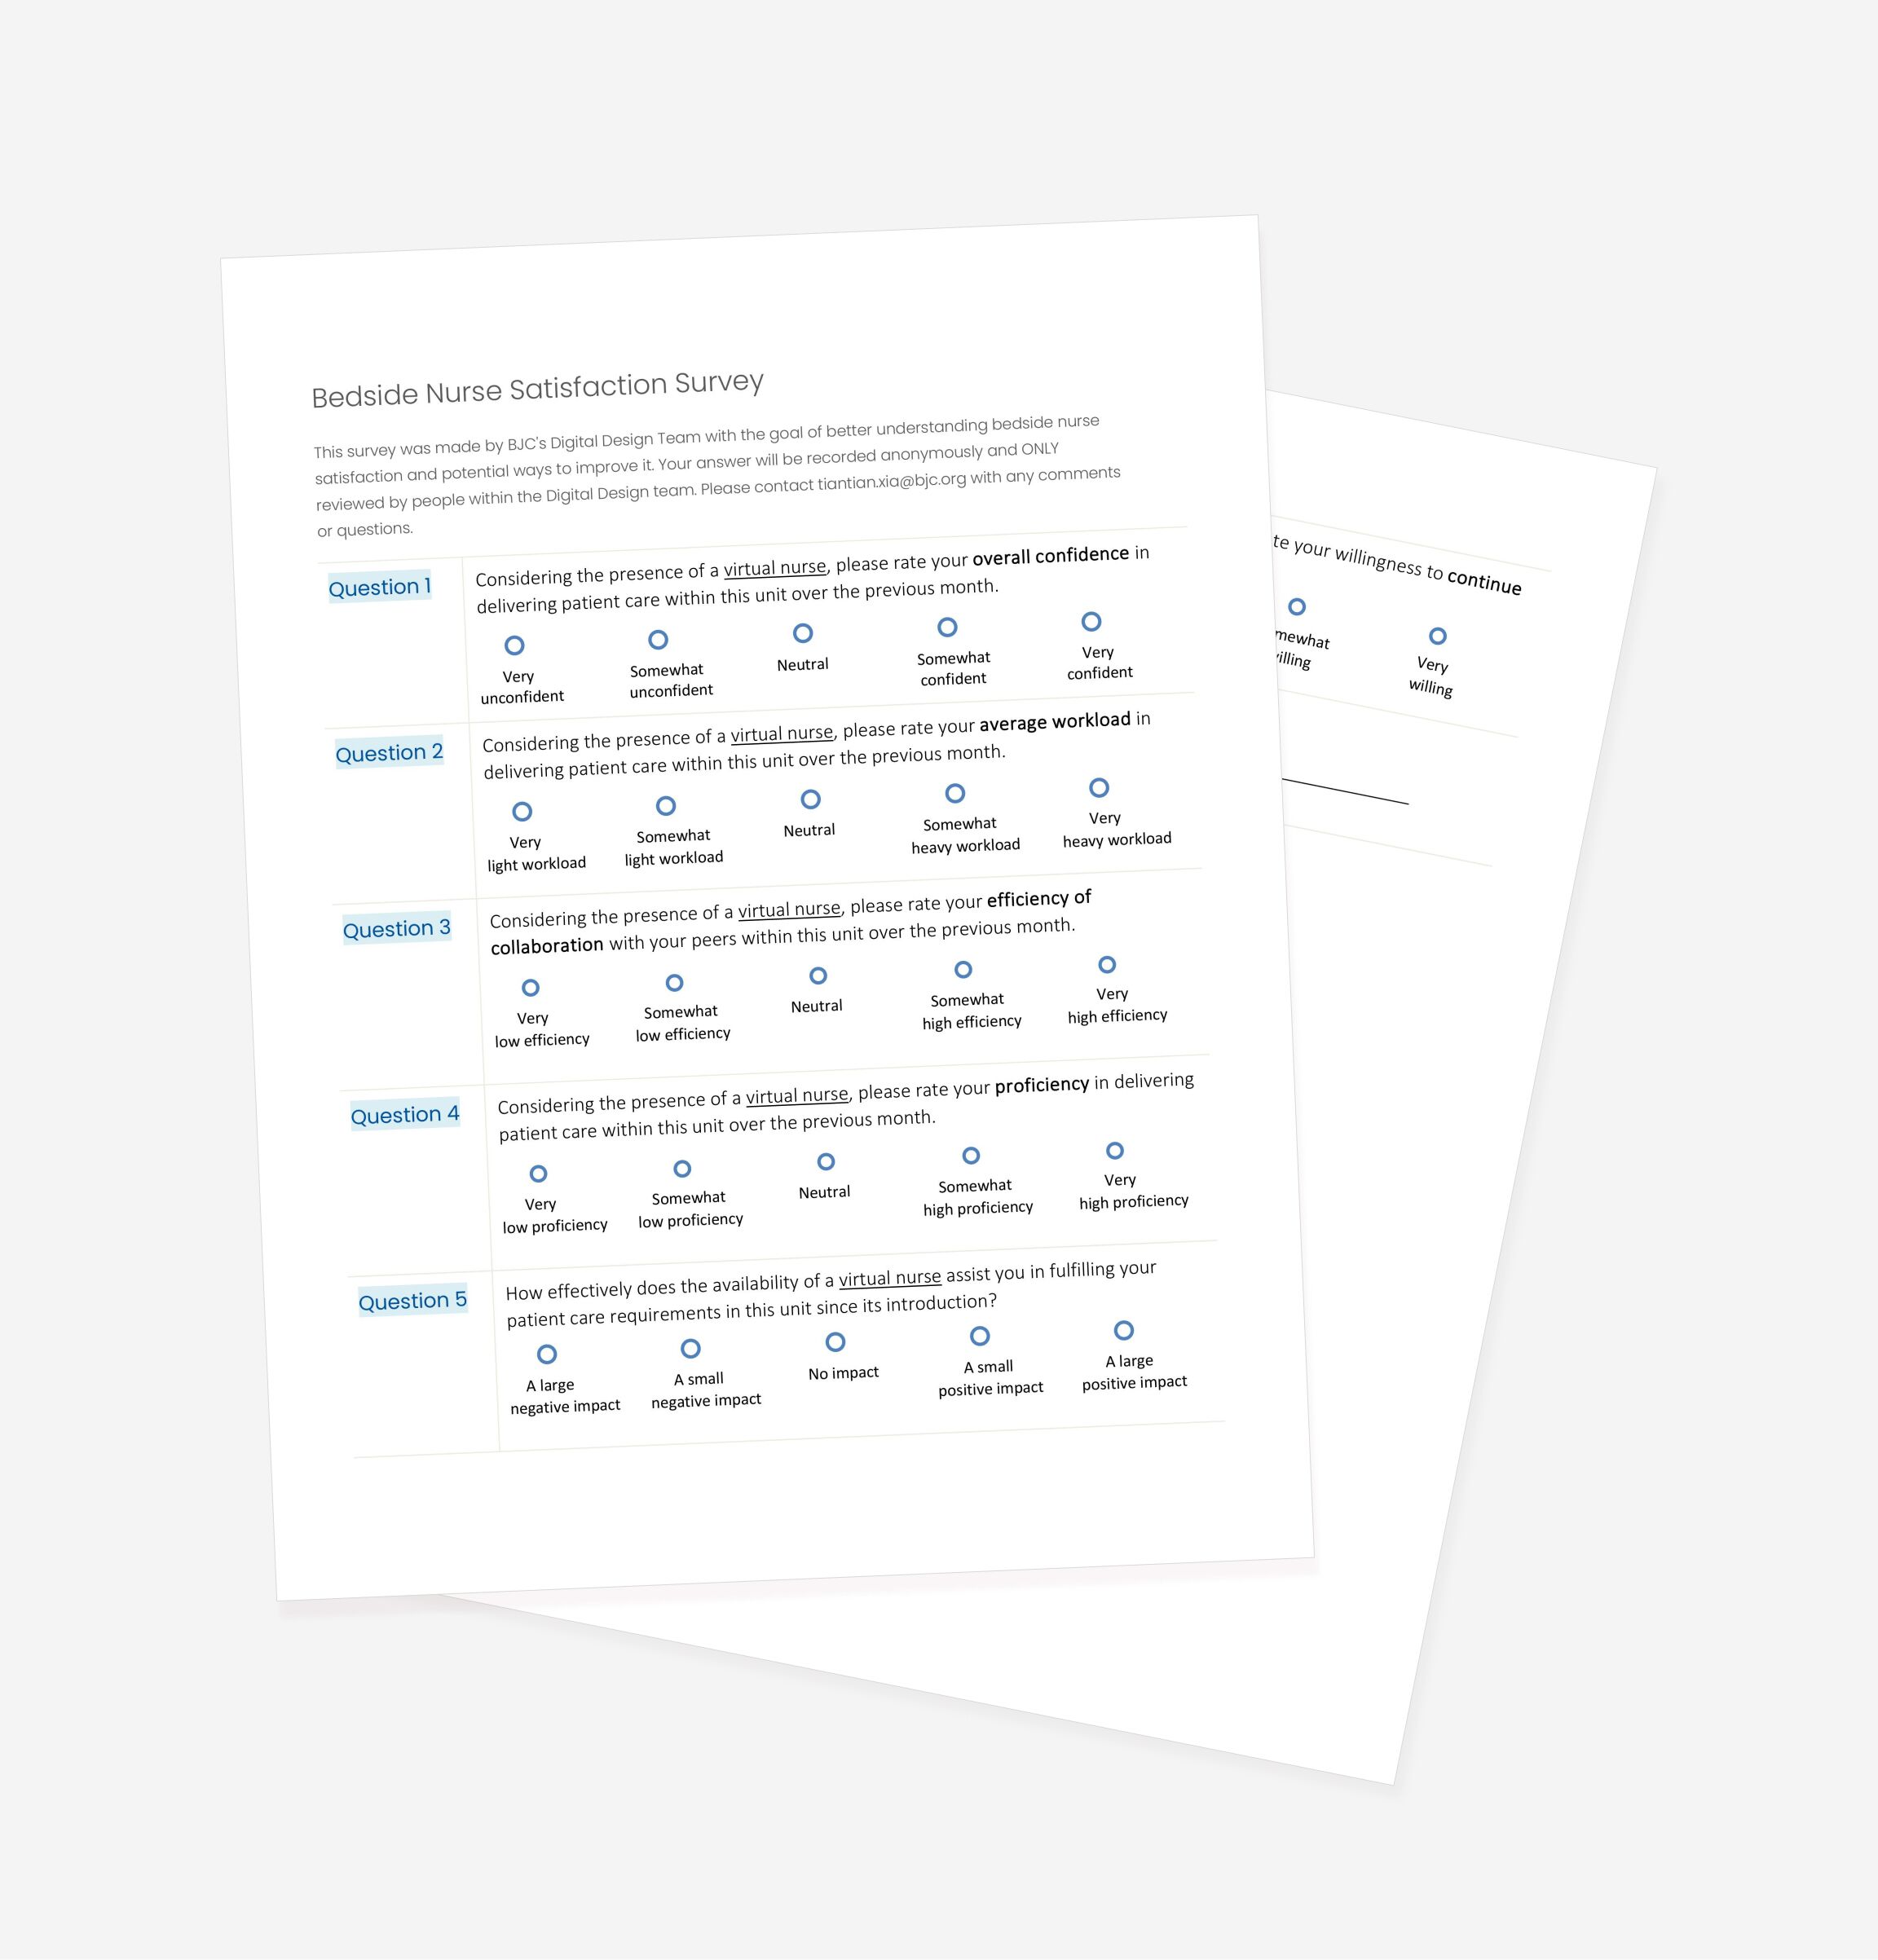 Bedside Nurse Satisfaction Survey
This survey was made by BJC's Digital Design Team with the goal of better understanding bedside nurse
satisfaction and potential ways to improve it. Your answer will be recorded anonymously and ONLY
reviewed by people within the Digital Design team. Please contact tiantian.xia@bjc.org with any comments
or questions.
Question 1
Considering the presence of a virtual nurse, please rate your overall confidence in
delivering patient care within this unit over the previous month.
Very Somewhat Neutral Somewhat Very
unconfident unconfident confident confident
Question 2
Considering the presence of a virtual nurse, please rate your average workload in
delivering patient care within this unit over the previous month.
Very Somewhat Neutral Somewhat Very
light workload light workload heavy workload heavy workload
Question 3
Considering the presence of a virtual nurse, please rate your efficiency of
collaboration with your peers within this unit over the previous month.
Very Somewhat Neutral Somewhat Very
low efficiency low efficiency high efficiency high efficiency
Question 4
Considering the presence of a virtual nurse, please rate your proficiency in delivering
patient care within this unit over the previous month.
Very Somewhat Neutral Somewhat Very
low proficiency low proficiency high proficiency high proficiency
Question 5
How effectively does the availability of a virtual nurse assist you in fulfilling your
patient care requirements in this unit since its introduction?
A large A small No impact A small A large
negative impact negative impact positive impact positive impact
your willingness to continue
Very
willing